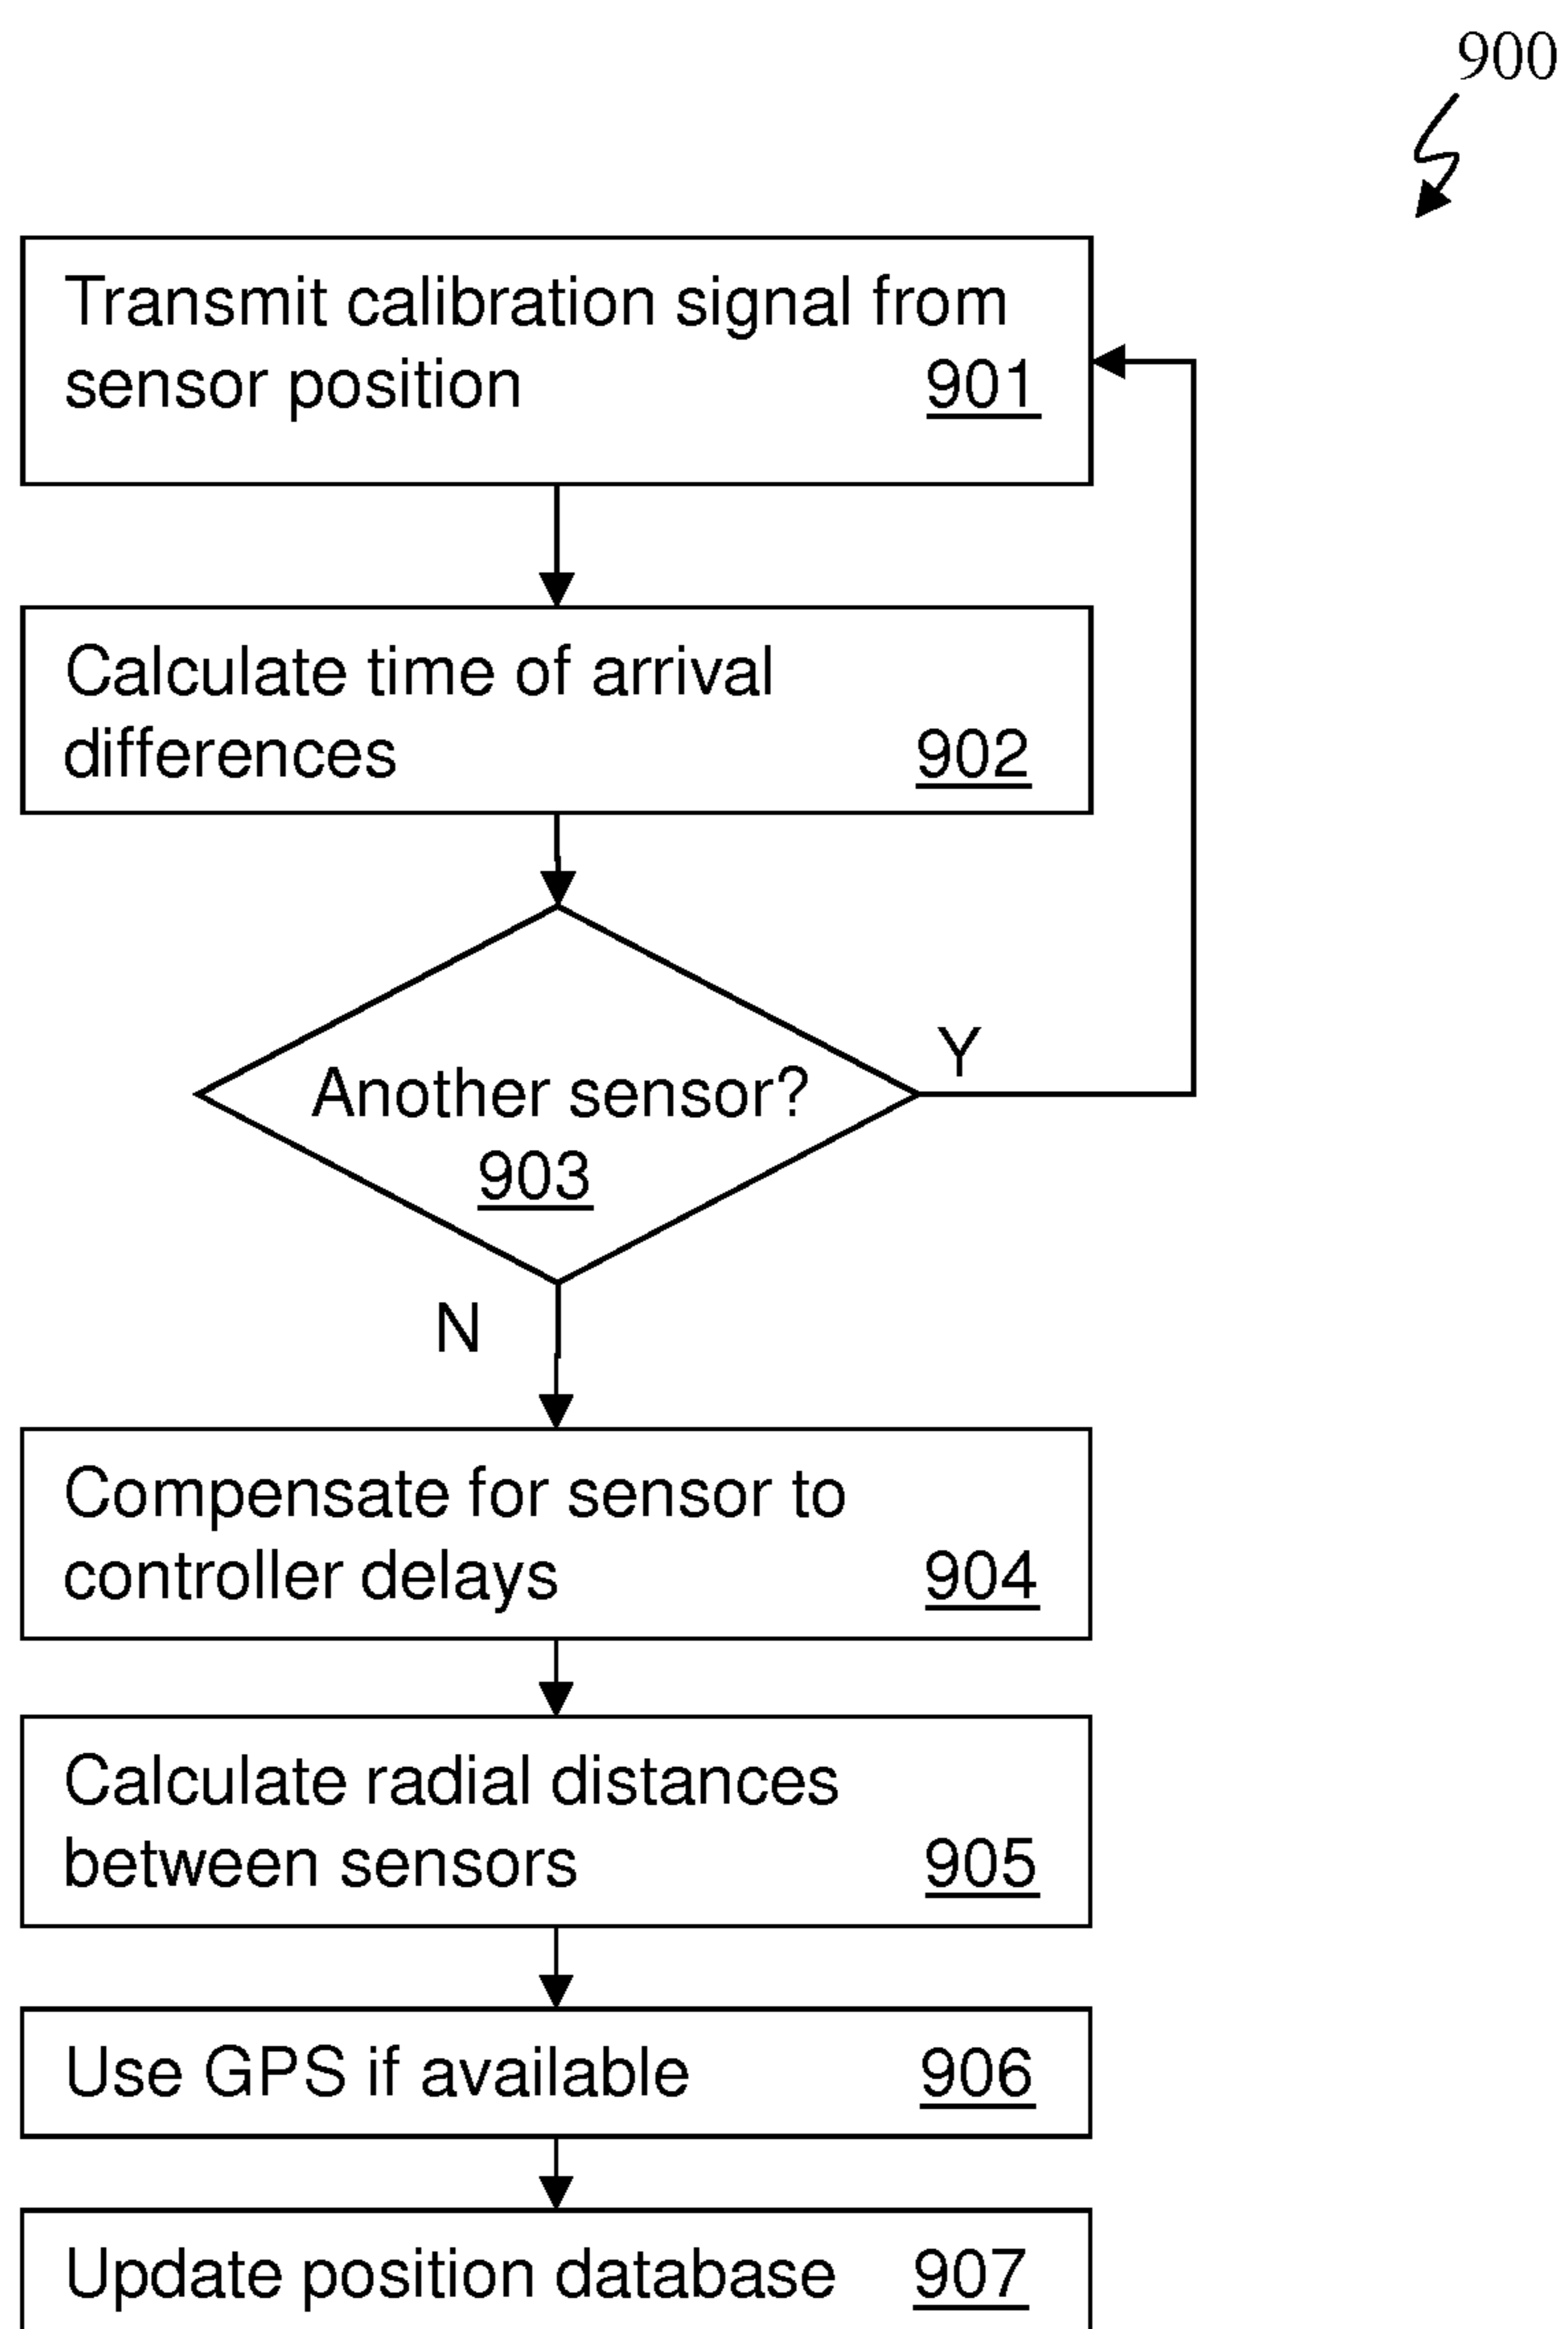 900
Transmit calibration signal from
sensor position 901
Calculate time of arrival
differences 902
Y
Another sensor?
903
N
Compensate for sensor to
controller delays 904
Calculate radial distances
between sensors 905
Use GPS if available 906
Update position database 907